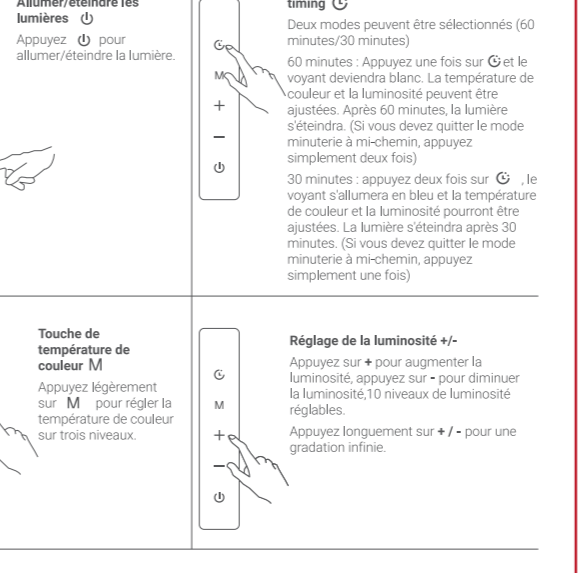 Allumer/éteindre les
lumières
Appuyez pour
allumer/éteindre la lumière.
M
+
−
timing
Deux modes peuvent être sélectionnés (60
minutes/30 minutes)
60 minutes : Appuyez une fois sur et le
voyant deviendra blanc. La température de
couleur et la luminosité peuvent être
ajustées. Après 60 minutes, la lumière
s'éteindra. (Si vous devez quitter le mode
minuterie à mi-chemin, appuyez
simplement deux fois)
30 minutes : appuyez deux fois sur , le
voyant s'allumera en bleu et la température
de couleur et la luminosité pourront être
ajustées. La lumière s'éteindra après 30
minutes. (Si vous devez quitter le mode
minuterie à mi-chemin, appuyez
simplement une fois)
Touche de
température de
couleur M
Appuyez légèrement
sur M pour régler la
température de couleur
sur trois niveaux.
M
+
−
Réglage de la luminosité +/-
Appuyez sur + pour augmenter la
luminosité, appuyez sur - pour diminuer
la luminosité,10 niveaux de luminosité
réglables.
Appuyez longuement sur + / - pour une
gradation infinie.